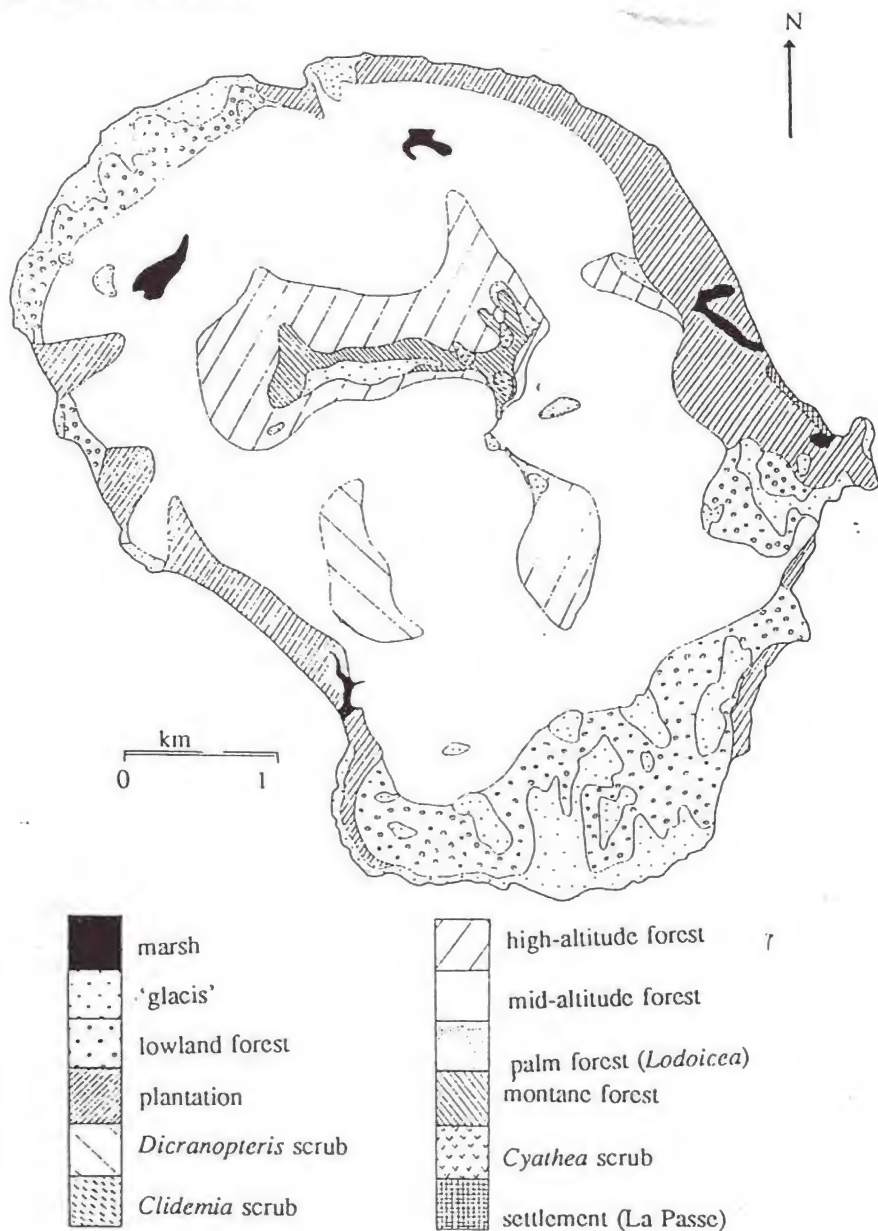 N
km
0 1
marsh
'glacis'
lowland forest
plantation
Dicranopteris scrub
Clidemia scrub
high-altitude forest
mid-altitude forest
palm forest (Lodoicea)
montane forest
Cyathea scrub
settlement (La Passe)